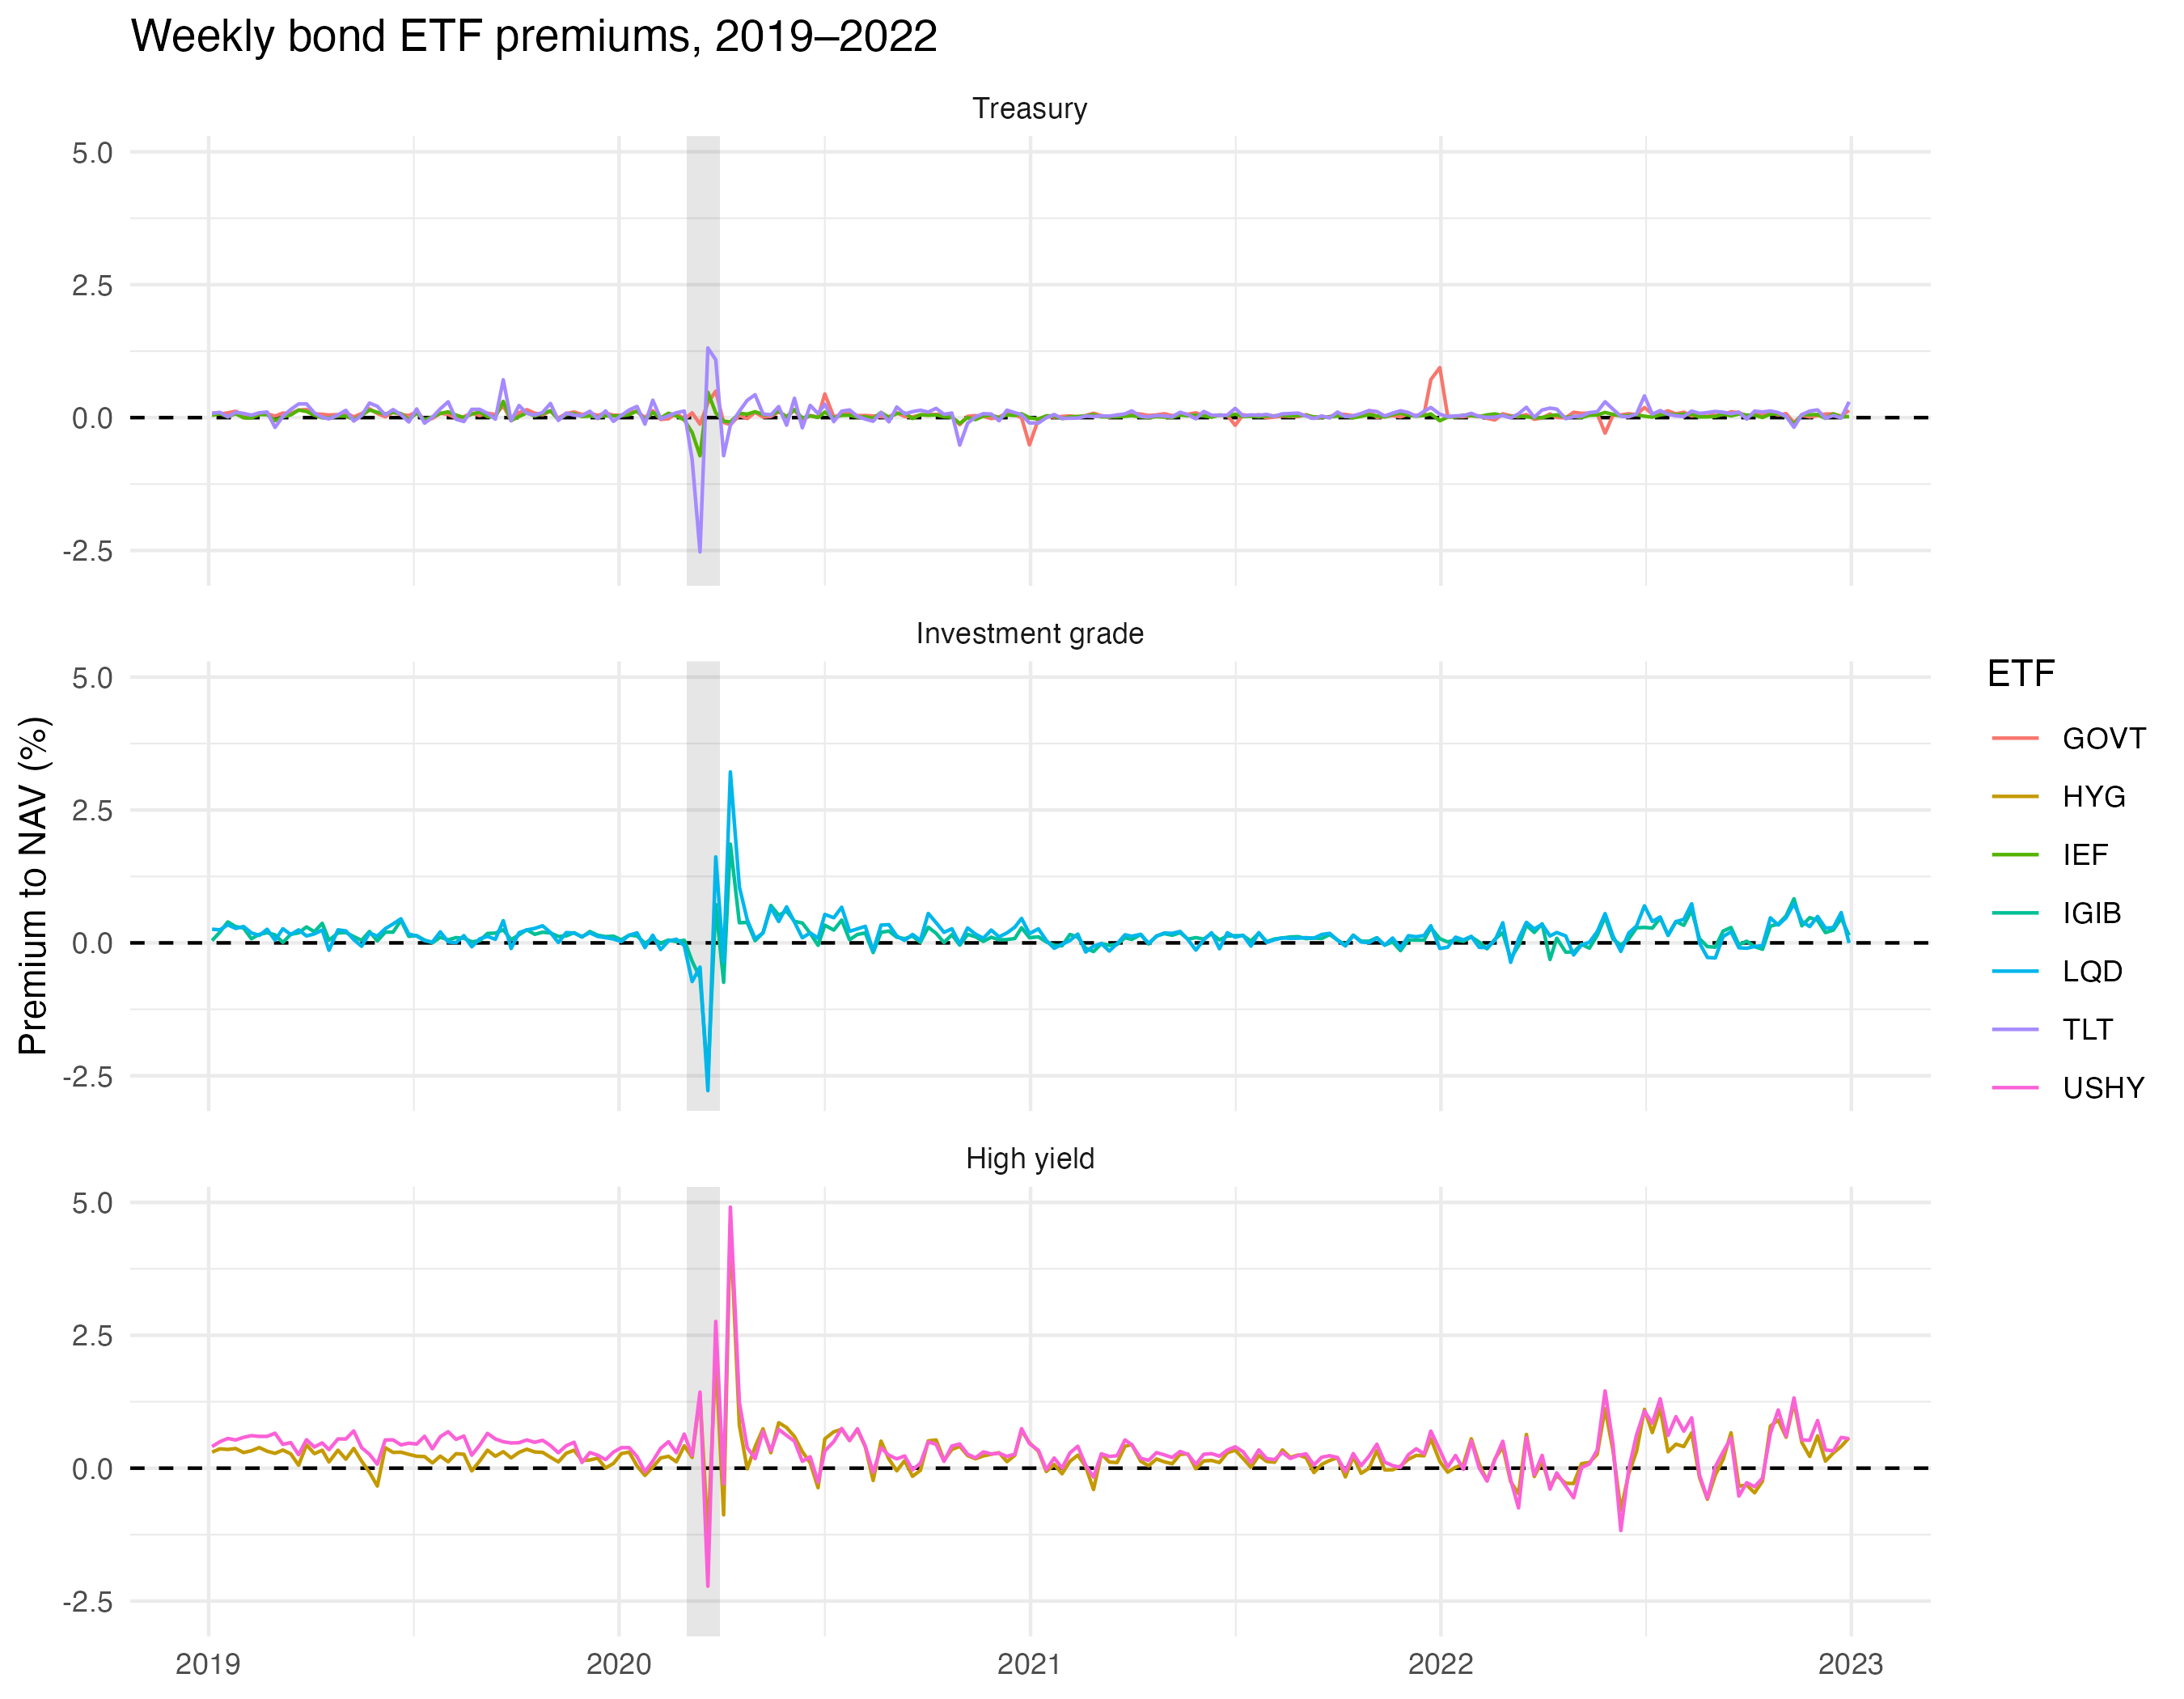 Weekly bond ETF premiums, 2019–2022
Treasury
5.0
2.5
0.0
-2.5
Investment grade
5.0
2.5
0.0
-2.5
High yield
5.0
2.5
0.0
-2.5
2019 2020 2021 2022 2023
Premium to NAV (%)
ETF
GOVT
HYG
IEF
IGIB
LQD
TLT
USHY